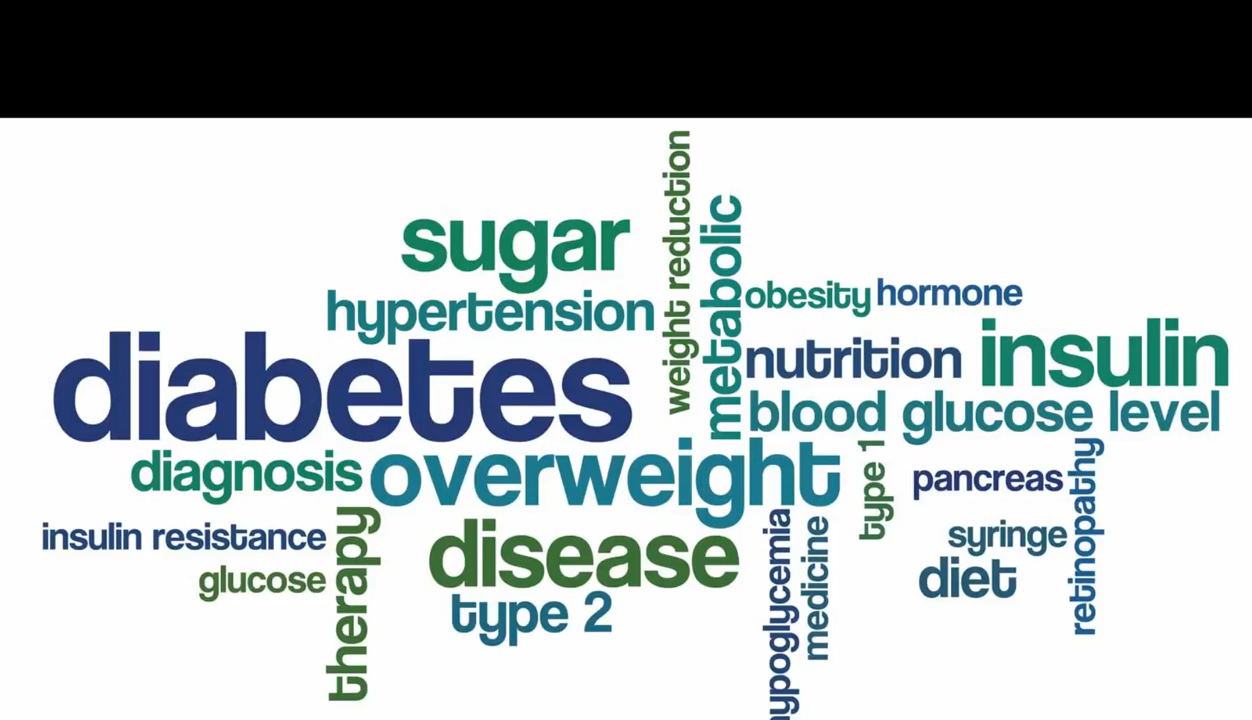 weight reduction
metabolic
sugar
obesity
hormone
hypertension
insulin
diabetes
nutrition
blood glucose level
overweight
diagnosis
type 1
pancreas
retinopathy
insulin resistance
therapy
disease
hypoglycemia
medicine
syringe
glucose
diet
type 2